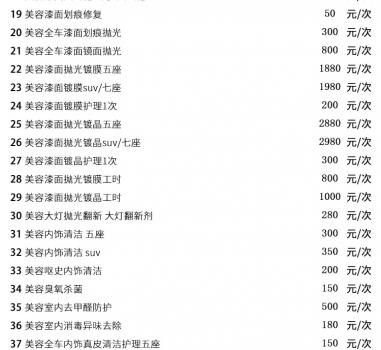 19 美容漆面划痕修复 50 元/次
20 美容全车漆面划痕抛光 300 元/次
21 美容全车漆面镜面抛光 800 元/次
22 美容漆面抛光镀膜五座 1880 元/次
23 美容漆面镀膜suv/七座 1980 元/次
24 美容漆面镀膜护理1次 200 元/次
25 美容漆面抛光镀晶五座 2880 元/次
26 美容漆面抛光镀晶suv/七座 2980 元/次
27 美容漆面镀晶护理1次 300 元/次
28 美容漆面抛光镀膜工时 800 元/次
29 美容漆面抛光镀晶工时 1000 元/次
30 美容大灯抛光翻新 大灯翻新剂 280 元/次
31 美容内饰清洁 五座 300 元/次
32 美容内饰清洁 suv 350 元/次
33 美容呕史内饰清洁 200 元/次
34 美容臭氧杀菌 150 元/次
35 美容室内去甲醛防护 500 元/次
36 美容室内消毒异味去除 180 元/次
37 美容全车内饰真皮清洁护理五座 150 元/次